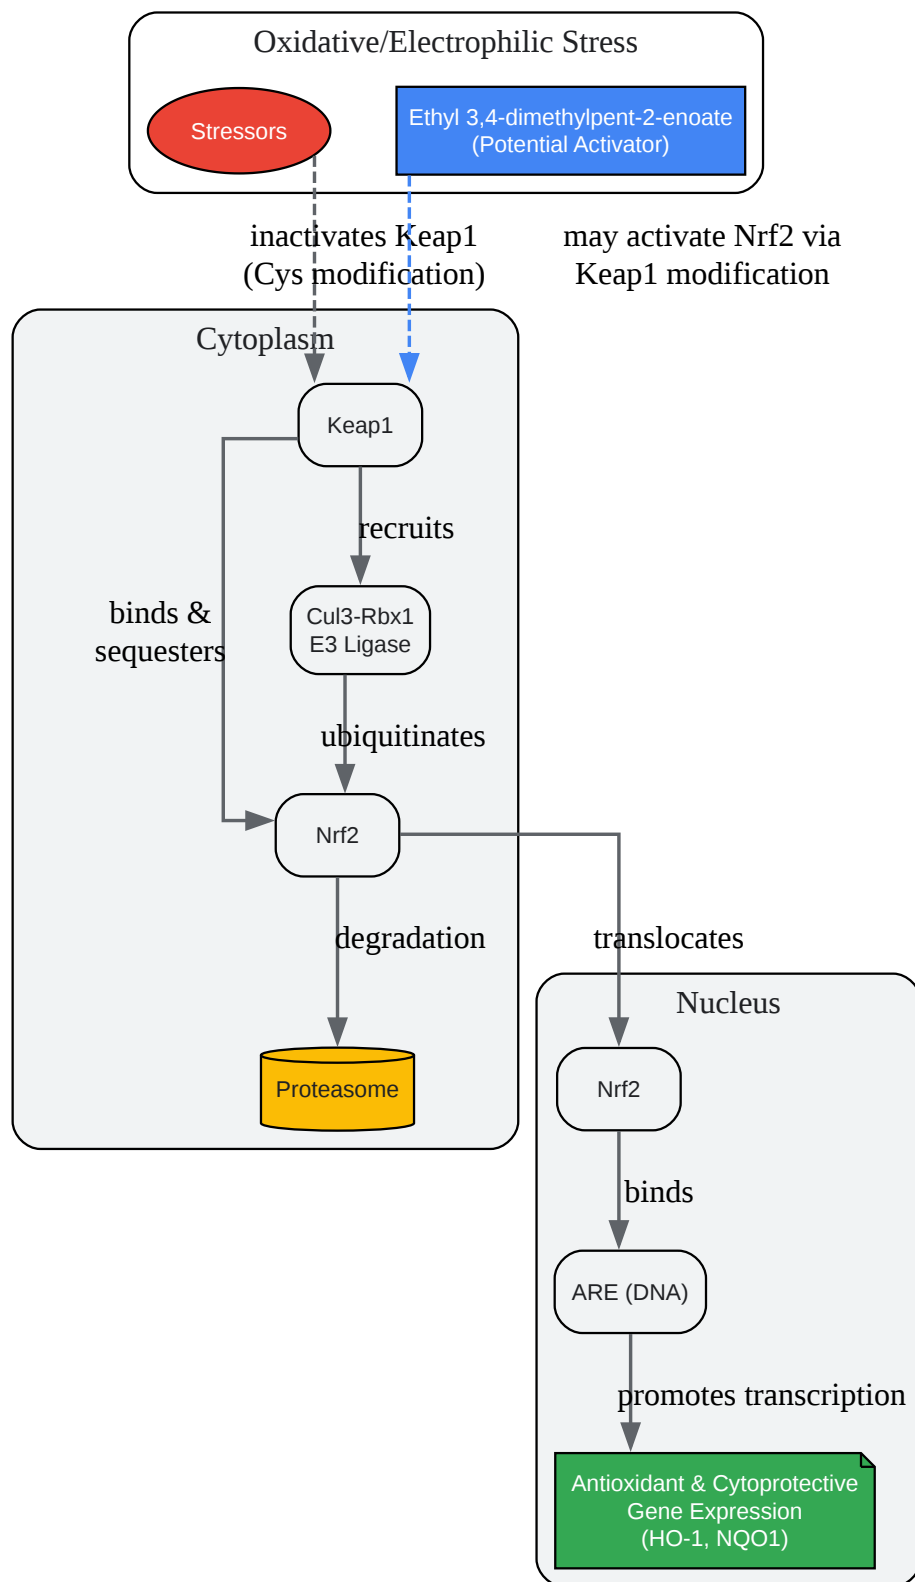 Oxidative/Electrophilic Stress
Stressors
Ethyl 3,4-dimethylpent-2-enoate
(Potential Activator)
inactivates Keap1
(Cys modification)
may activate Nrf2 via
Keap1 modification
Cytoplasm
Keap1
recruits
binds &
sequesters
Cul3-Rbx1
E3 Ligase
ubiquitinates
Nrf2
degradation
translocates
Nucleus
Proteasome
Nrf2
binds
ARE (DNA)
promotes transcription
Antioxidant & Cytoprotective
Gene Expression
(HO-1, NQO1)